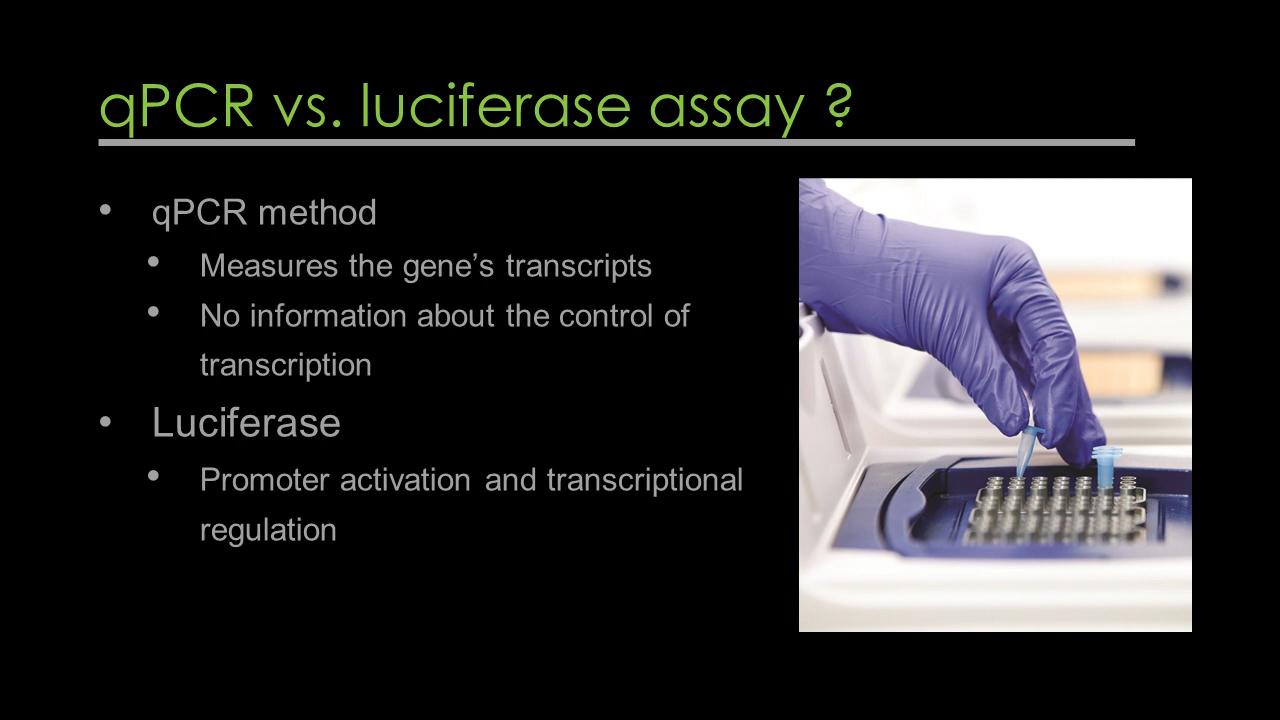 qPCR vs. luciferase assay ?
• qPCR method
• Measures the gene’s transcripts
• No information about the control of
transcription
• Luciferase
• Promoter activation and transcriptional
regulation